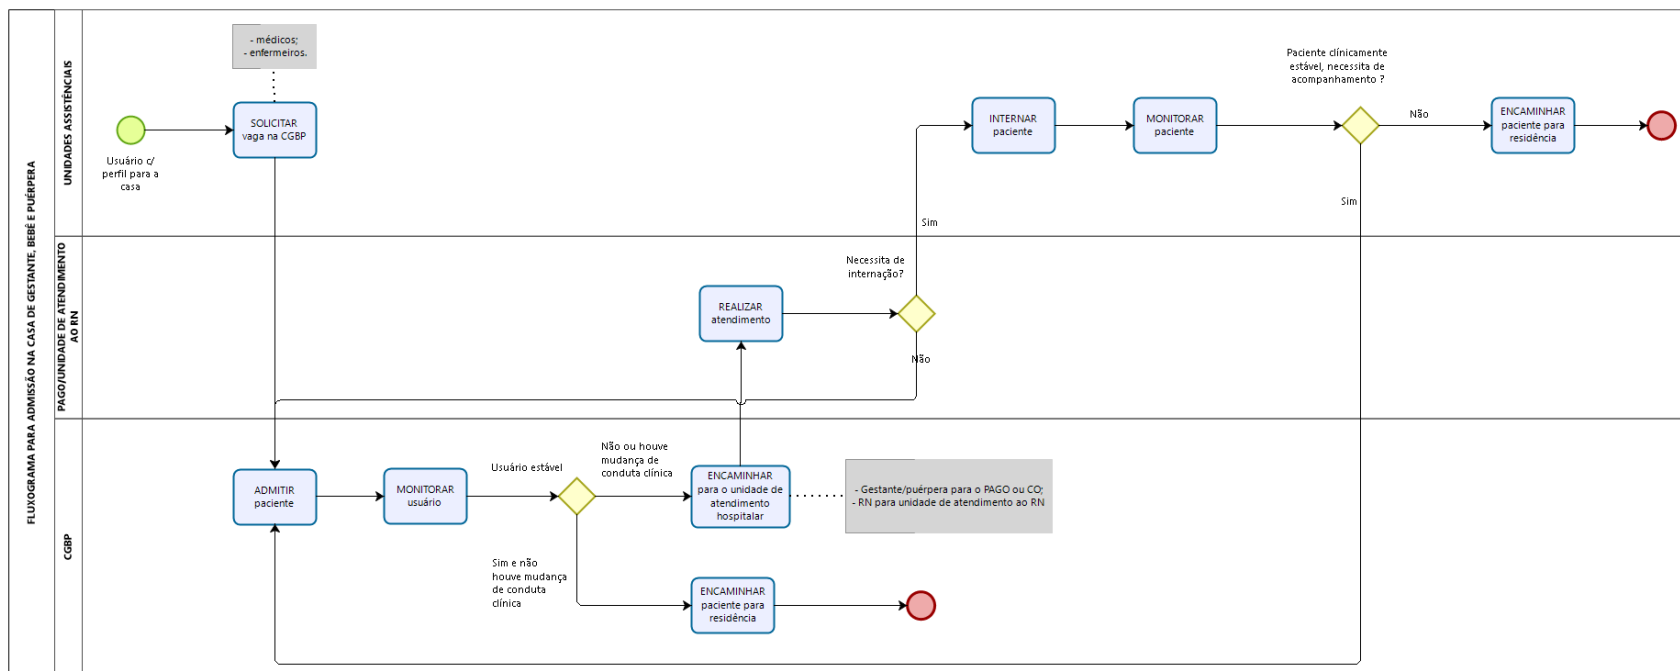 FLUXOGRAMA PARA ADMISSÃO NA CASA DE GESTANTE, BEBÊ E PUÉRPERA
UNIDADES ASSISTÊNCIAIS
- médicos;
- enfermeiros.
SOLICITAR
vaga na CGBP
Usuário c/
perfil para a
casa
INTERNAR
paciente
MONITORAR
paciente
Paciente clínicamente
estável, necessita de
acompanhamento ?
Não
ENCAMINHAR
paciente para
residência
Sim
Sim
PAGO/UNIDADE DE ATENDIMENTO
AO RN
REALIZAR
atendimento
Necessita de
internação?
Não
CGBP
ADMITIR
paciente
MONITORAR
usuário
Usuário estável
Não ou houve
mudança de
conduta clínica
ENCAMINHAR
para o unidade de
atendimento
hospitalar
- Gestante/puérpera para o PAGO ou CO;
- RN para unidade de atendimento ao RN
Sim e não
houve mudança
de conduta
clínica
ENCAMINHAR
paciente para
residência